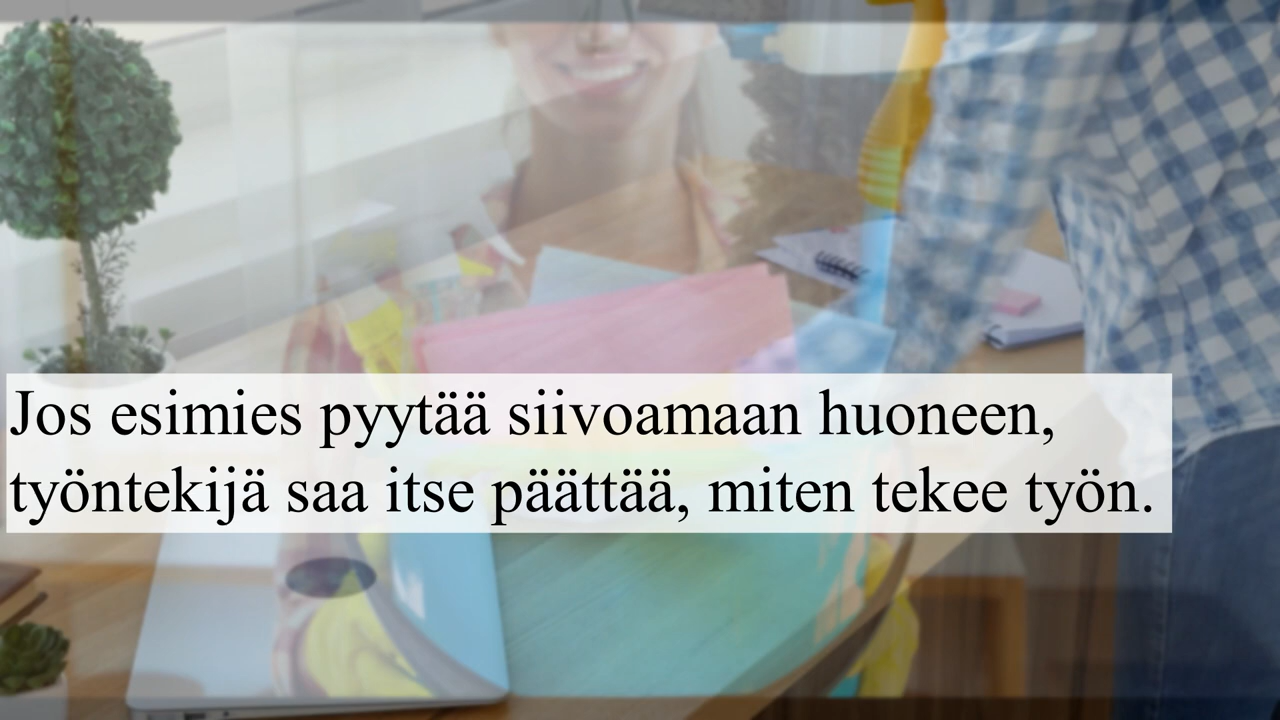 Jos esimies pyytää siivoamaan huoneen,
työntekijä saa itse päättää, miten tekee työn.